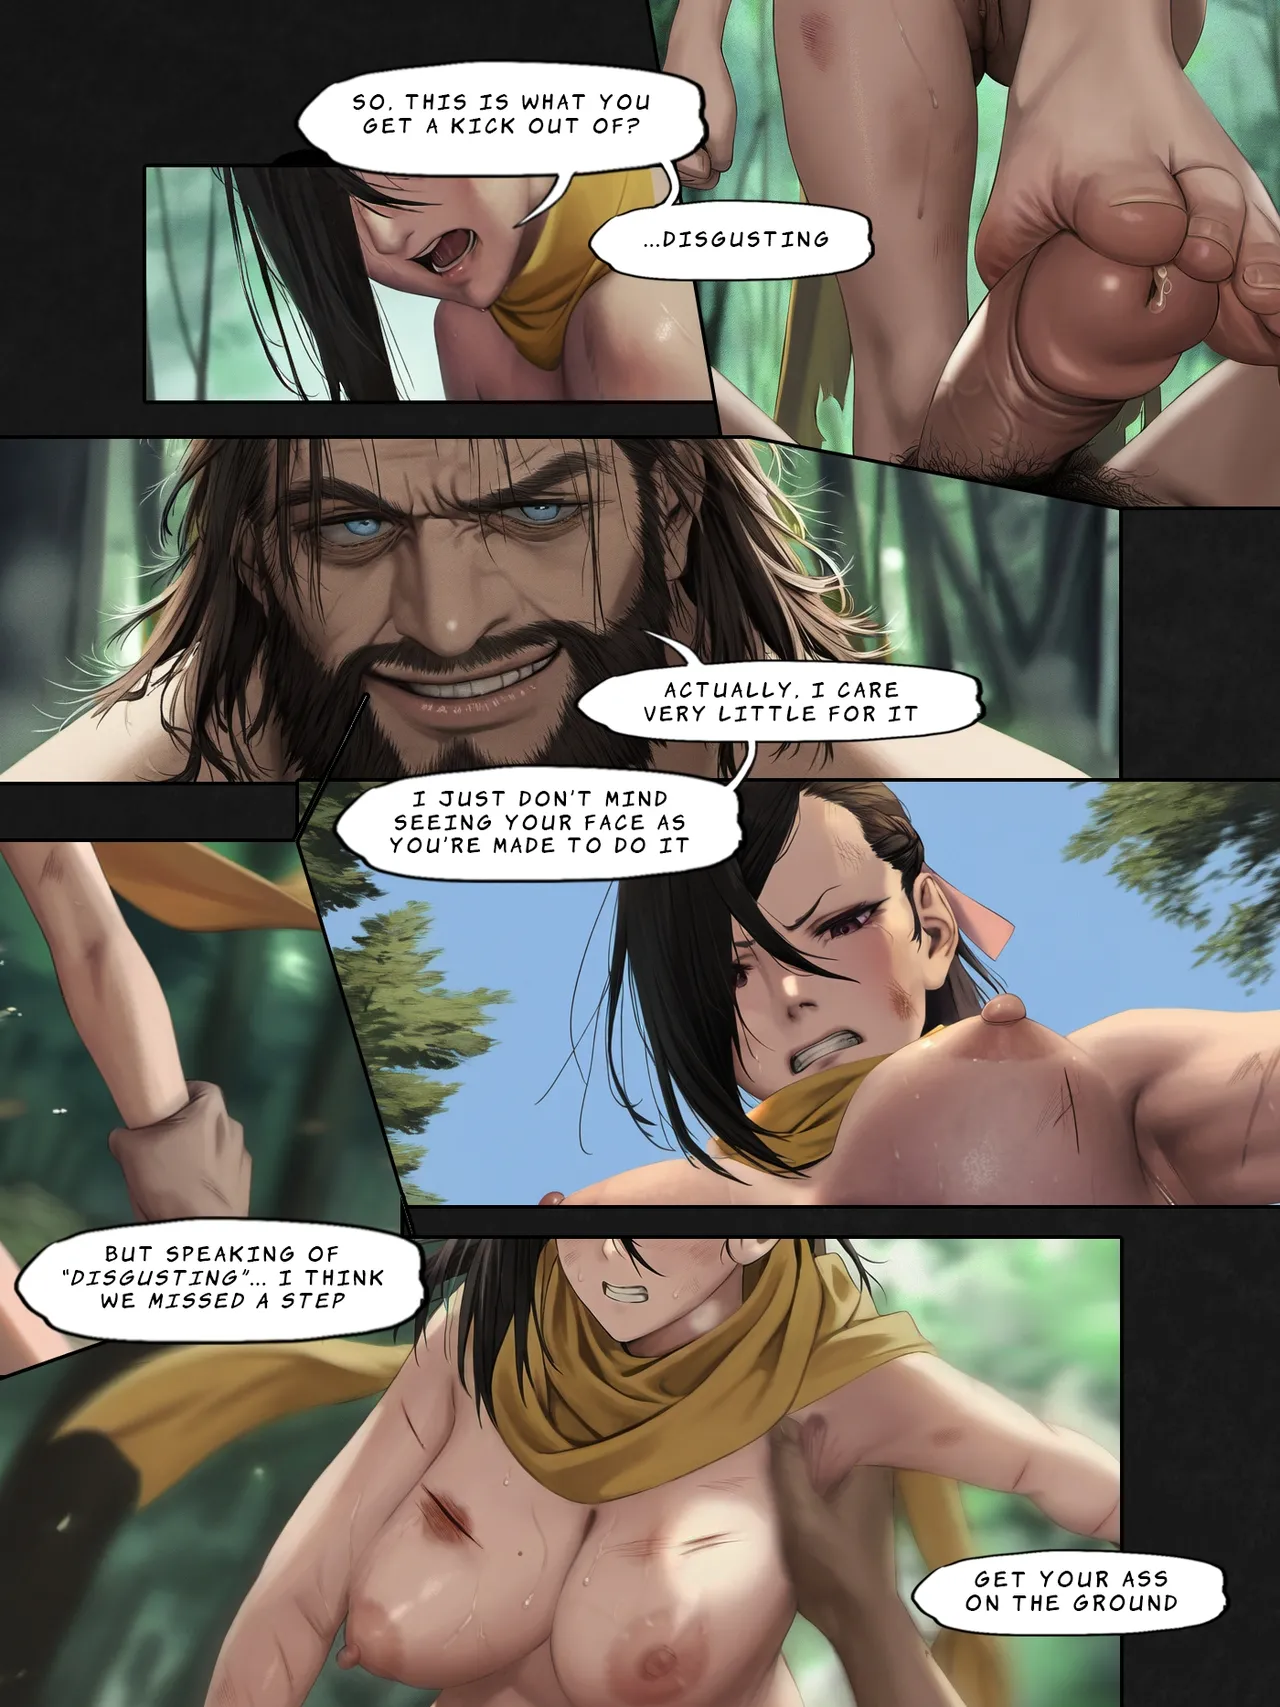 SO, THIS IS WHAT YOU
GET A KICK OUT OF?
...DISGUSTING
ACTUALLY, I CARE
VERY LITTLE FOR IT
I JUST DON'T MIND
SEEING YOUR FACE AS
YOU'RE MADE TO DO IT
BUT SPEAKING OF
"DISGUSTING"... I THINK
WE MISSED A STEP
GET YOUR ASS
ON THE GROUND